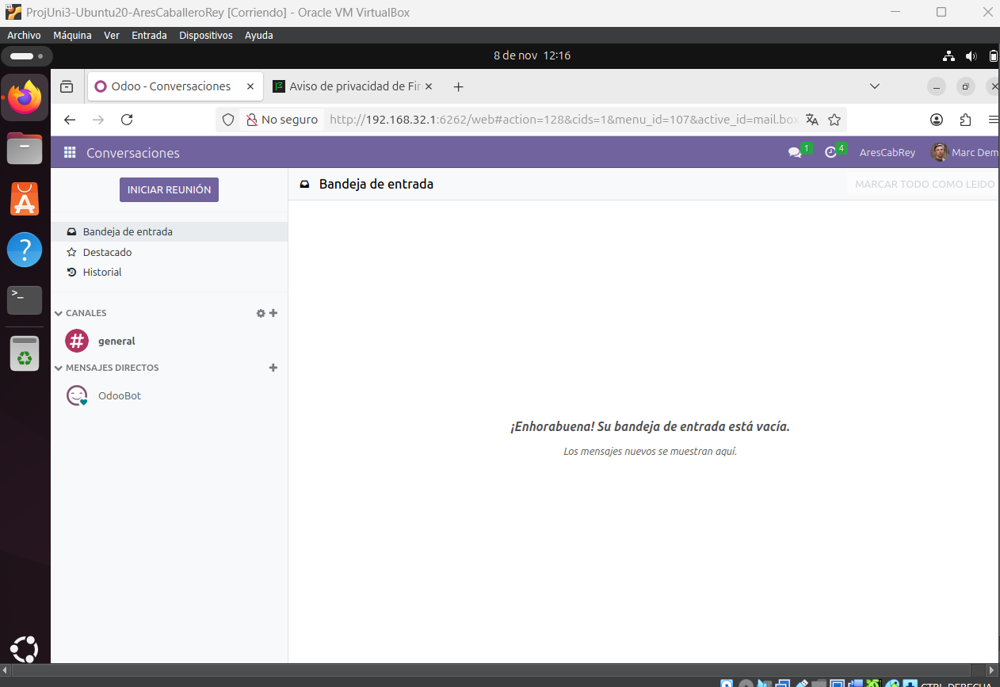 ProjUni3-Ubuntu20-AresCaballeroRey [Corriendo] - Oracle VM VirtualBox
Archivo Máquina Ver Entrada Dispositivos Ayuda
8 de nov 12:16
Odoo - Conversaciones
Aviso de privacidad de Fir
No seguro http://192.168.32.1:6262/web#action=128&cids=1&menu_id=107&active_id=mail.box
Conversaciones 1 4 AresCabRey Marc Dem
INICIAR REUNIÓN
Bandeja de entrada
MARCAR TODO COMO LEIDO
Bandeja de entrada
Destacado
Historial
CANALES
general
MENSAJES DIRECTOS
OdooBot
¡Enhorabuena! Su bandeja de entrada está vacía.
Los mensajes nuevos se muestran aquí.
CTRL DERECHA